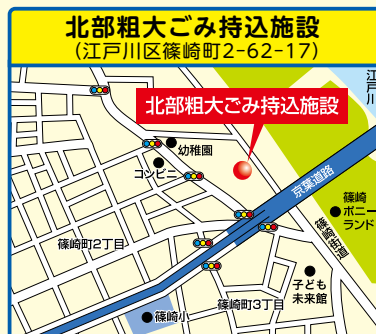 北部粗大ごみ持込施設
(江戸川区篠崎町2-62-17)
江戸川
北部粗大ごみ持込施設
幼稚園
コンビニ
京葉道路
篠崎
ポニー
ランド
篠崎街道
篠崎町2丁目
子ども
未来館
篠崎町3丁目
篠崎小